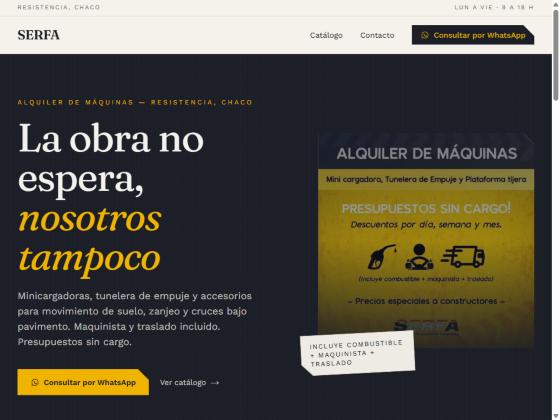 RESISTENCIA, CHACO
LUN A VIE · 8 A 18 H
SERFA
Catálogo
Contacto
Consultar por WhatsApp
ALQUILER DE MÁQUINAS — RESISTENCIA, CHACO
La obra no
espera,
nosotros
tampoco
Minicargadoras, tunelera de empuje y accesorios
para movimiento de suelo, zanjeo y cruces bajo
pavimento. Maquinista y traslado incluido.
Presupuestos sin cargo.
Consultar por WhatsApp
Ver catálogo →
ALQUILER DE MÁQUINAS
Mini cargadora, Tunelera de Empuje y Plataforma tijera
PRESUPUESTOS SIN CARGO!
Descuentos por día, semana y mes.
(Incluye combustible + maquinista + traslado)
– Precios especiales a constructores –
SERFA
INCLUYE COMBUSTIBLE
+ MAQUINISTA +
TRASLADO